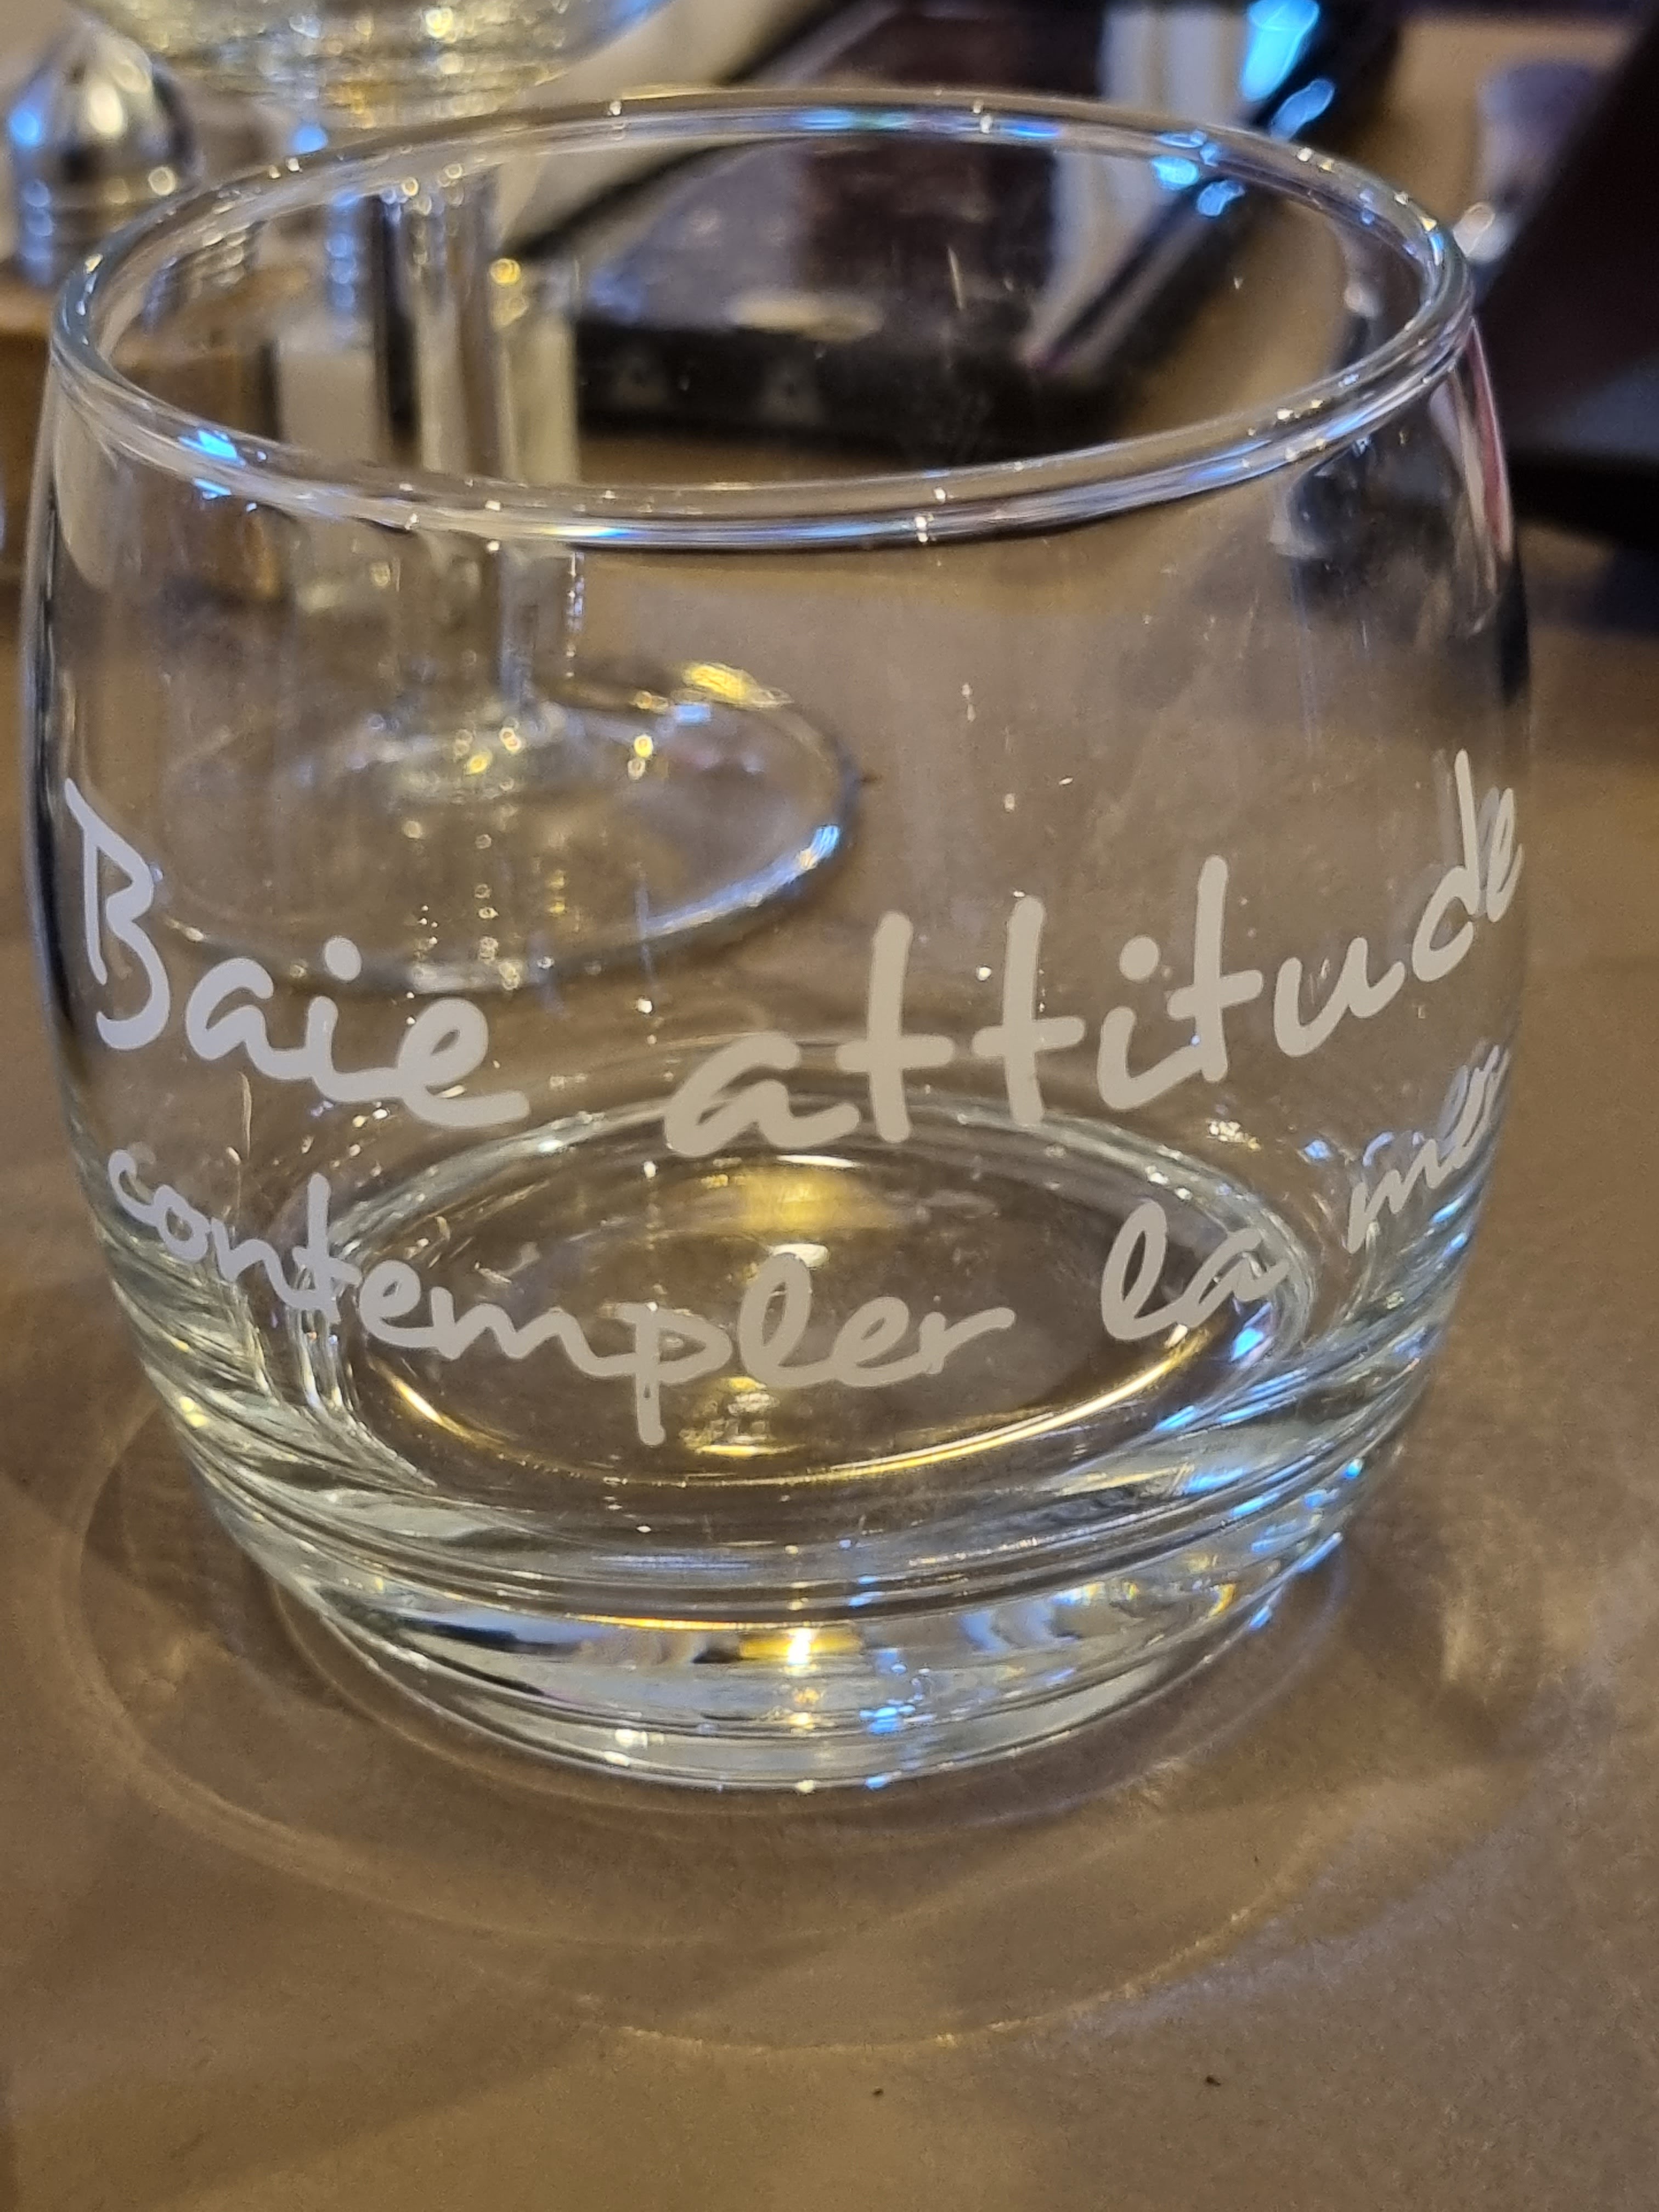 Baie attitude
contempler la mer